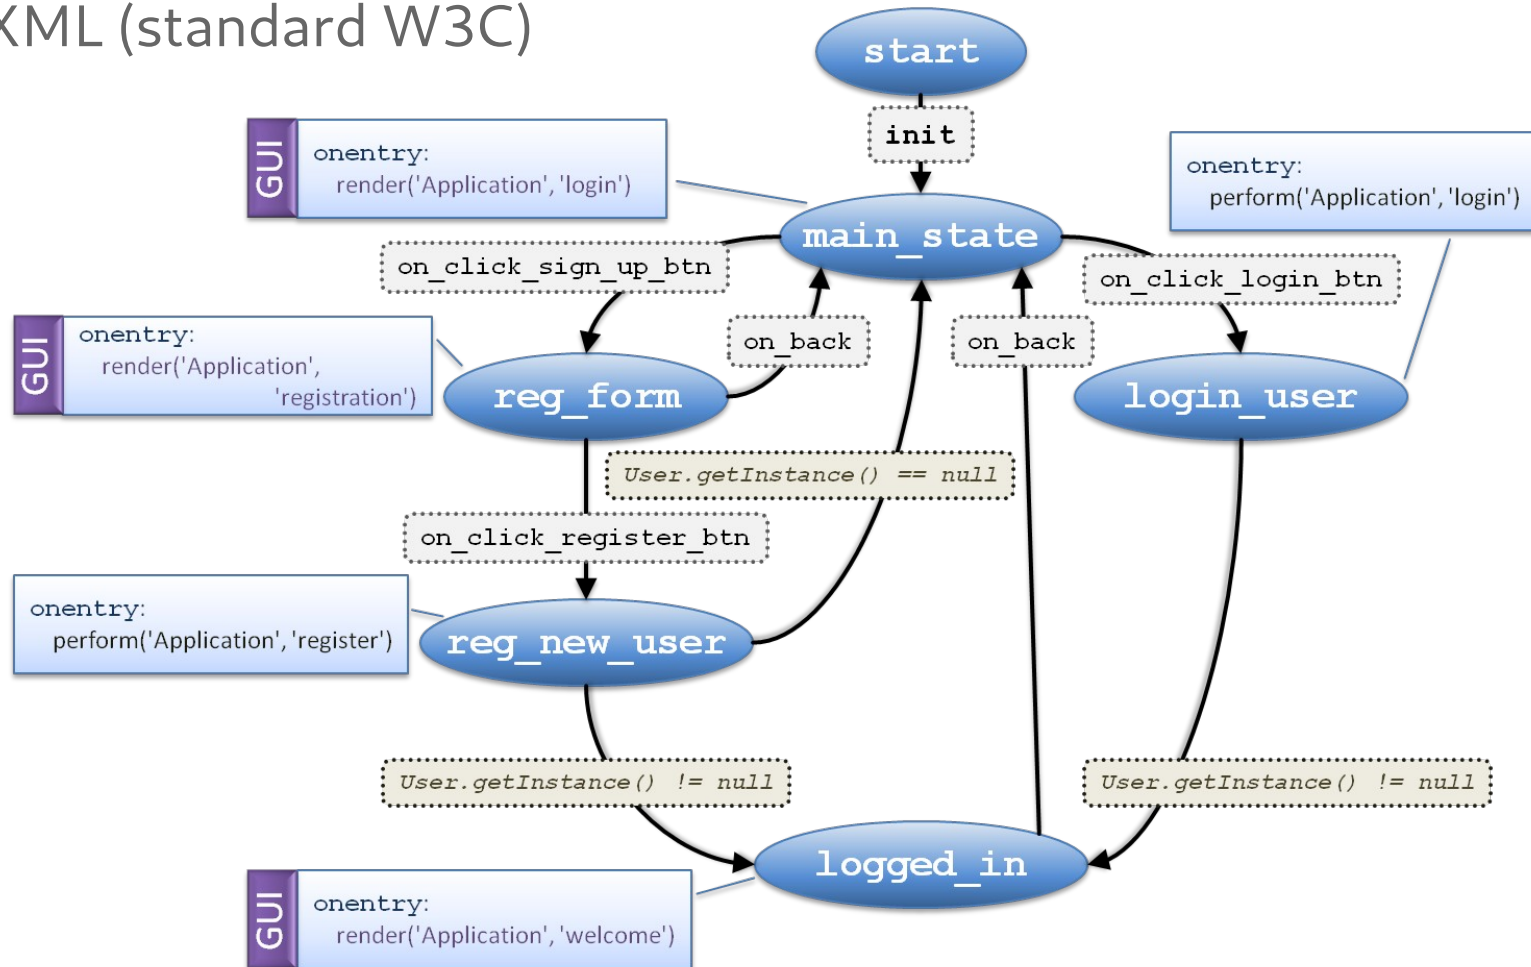 XML (standard W3C)
start
init
GUI
onentry:
render('Application', 'login')
onentry:
perform('Application', 'login')
main_state
on_click_sign_up_btn
on_click_login_btn
GUI
onentry:
render('Application',
'registration')
on_back
on_back
reg_form
login_user
User.getInstance() == null
on_click_register_btn
onentry:
perform('Application', 'register')
reg_new_user
User.getInstance() != null
User.getInstance() != null
logged_in
GUI
onentry:
render('Application', 'welcome')